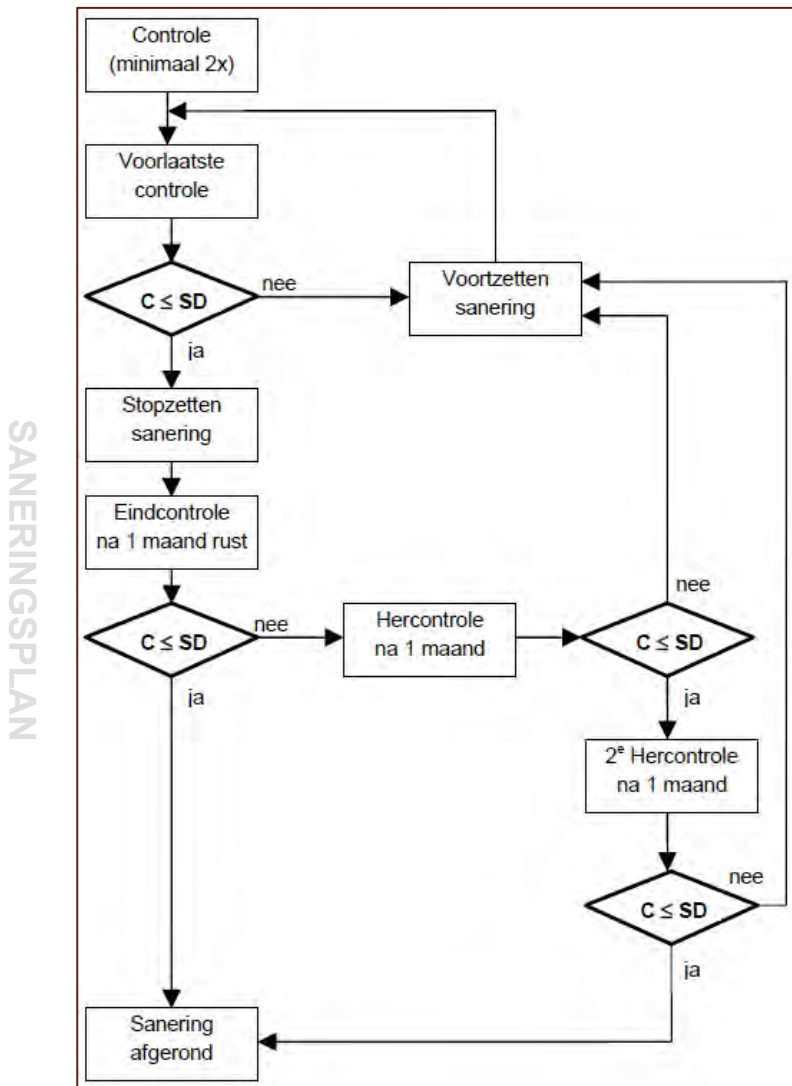 SANERINGSPLAN
Controle
(minimaal 2x)
Voorlaatste
controle
C ≤ SD
nee
ja
Voortzetten
sanering
Stopzetten
sanering
Eindcontrole
na 1 maand rust
C ≤ SD
nee
ja
Hercontrole
na 1 maand
C ≤ SD
nee
ja
2e Hercontrole
na 1 maand
C ≤ SD
nee
ja
Sanering
afgerond